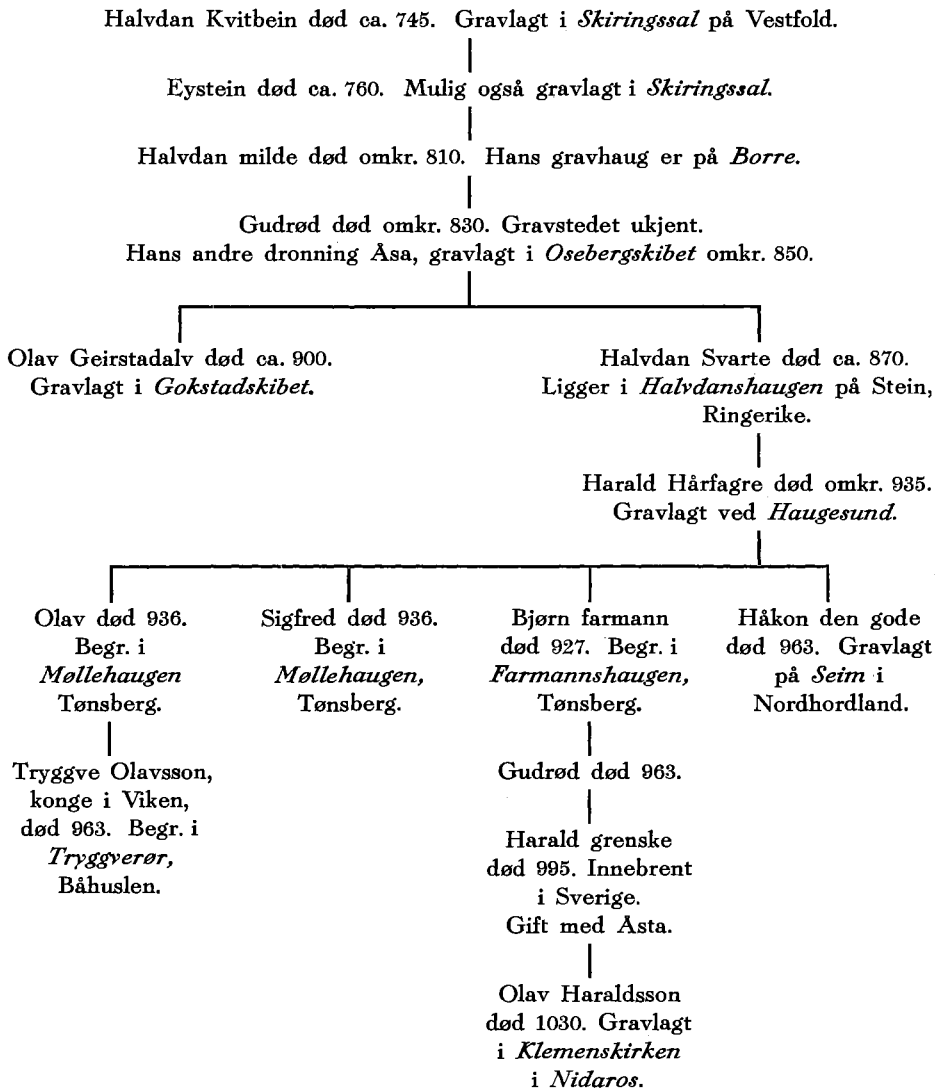 Halvdan Kvitbein død ca. 745. Gravlagt i Skiringssal på Vestfold.
Eystein død ca. 760. Mulig også gravlagt i Skiringssal.
Halvdan milde død omkr. 810. Hans gravhaug er på Borre.
Gudrød død omkr. 830. Gravstedet ukjent.
Hans andre dronning Åsa, gravlagt i Osebergskibet omkr. 850.
Olav Geirstadalv død ca. 900.
Gravlagt i Gokstadskibet.
Halvdan Svarte død ca. 870.
Ligger i Halvdanshaugen på Stein,
Ringerike.
Harald Hårfagre død omkr. 935.
Gravlagt ved Haugesund.
Olav død 936.
Begr. i
Møllehaugen
Tønsberg.
Sigfred død 936.
Begr. i
Møllehaugen,
Tønsberg.
Bjørn farmann
død 927. Begr. i
Farmannshaugen,
Tønsberg.
Håkon den gode
død 963. Gravlagt
på Seim i
Nordhordland.
Tryggve Olavsson,
konge i Viken,
død 963. Begr. i
Tryggverør,
Båhuslen.
Gudrød død 963.
Harald grenske
død 995. Innebrent
i Sverige.
Gift med Åsta.
Olav Haraldsson
død 1030. Gravlagt
i Klemenskirken
i Nidaros.